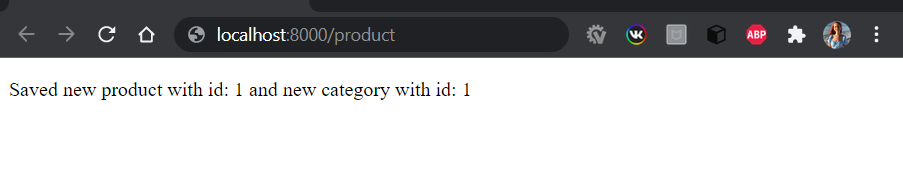 localhost:8000/product
ABP
Saved new product with id: 1 and new category with id: 1